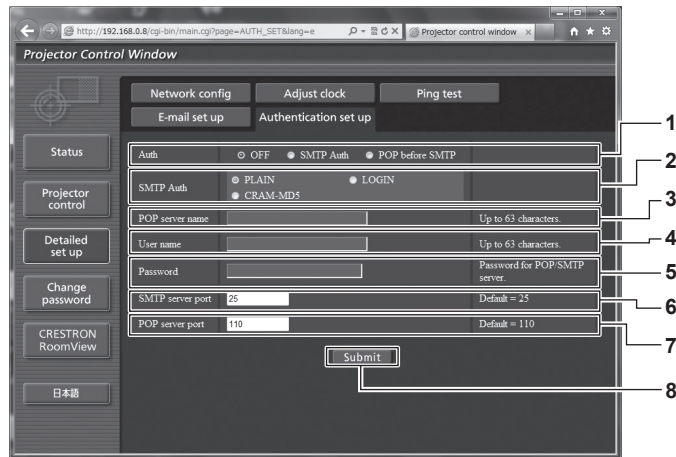 http://192.168.0.8/cgi-bin/main.cgi?page=AUTH_SET&lang=e
Projector control window
Projector Control Window
Network config
Adjust clock
Ping test
E-mail set up
Authentication set up
Status
Projector
control
Detailed
set up
Change
password
CRESTRON
RoomView
日本語
Auth OFF SMTP Auth POP before SMTP
SMTP Auth PLAIN LOGIN
CRAM-MD5
POP server name Up to 63 characters.
User name Up to 63 characters.
Password Password for POP/SMTP
server.
SMTP server port 25 Default = 25
POP server port 110 Default = 110
Submit
1
2
3
4
5
6
7
8